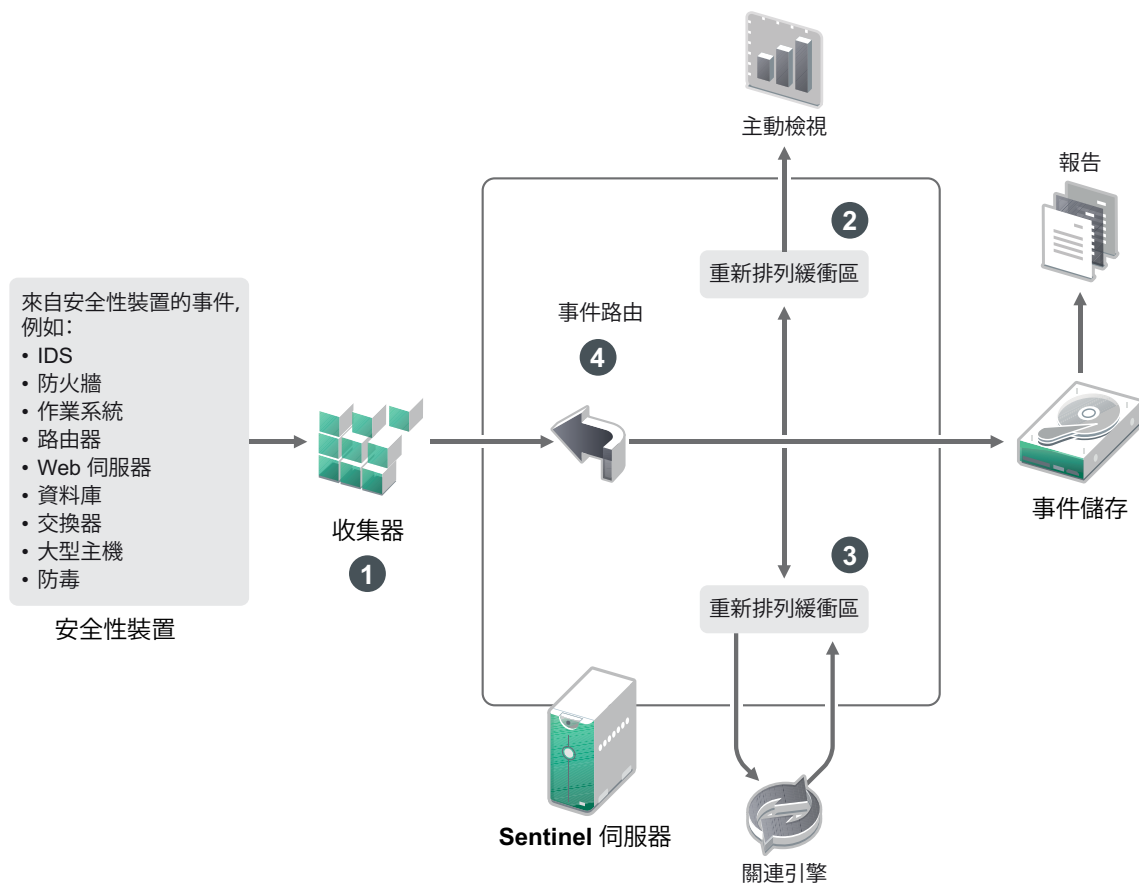 主動檢視
報告
2
重新排列緩衝區
來自安全性裝置的事件,
例如：
• IDS
• 防火牆
• 作業系統
• 路由器
• Web 伺服器
• 資料庫
• 交換器
• 大型主機
• 防毒
安全性裝置
收集器
1
事件路由
4
事件儲存
3
重新排列緩衝區
Sentinel 伺服器
關連引擎